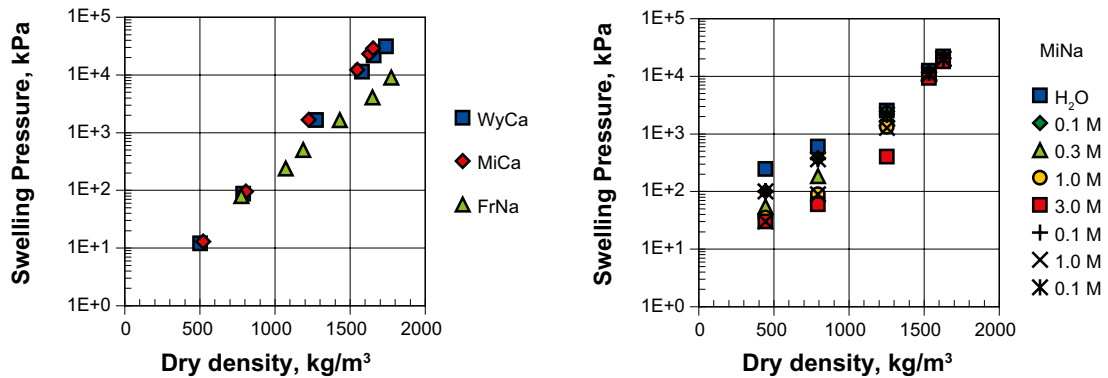 Swelling Pressure, kPa
1E+5
1E+4
1E+3
1E+2
1E+1
1E+0
0
500
1000
1500
2000
Dry density, kg/m³
WyCa
MiCa
FrNa
Swelling Pressure, kPa
1E+5
1E+4
1E+3
1E+2
1E+1
1E+0
0
500
1000
1500
2000
Dry density, kg/m³
MiNa
H₂O
0.1 M
0.3 M
1.0 M
3.0 M
0.1 M
1.0 M
0.1 M